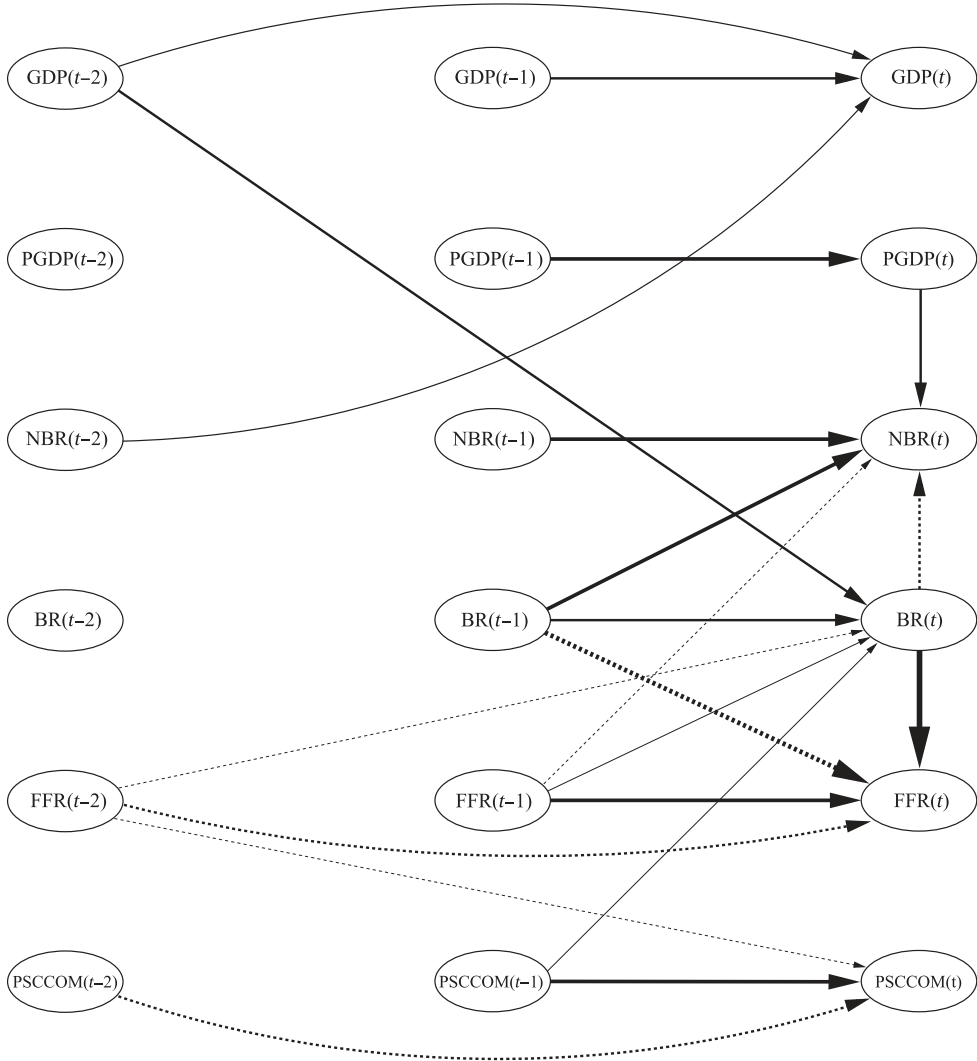 GDP(t−2) GDP(t−1) GDP(t)
PGDP(t−2) PGDP(t−1) PGDP(t)
NBR(t−2) NBR(t−1) NBR(t)
BR(t−2) BR(t−1) BR(t)
FFR(t−2) FFR(t−1) FFR(t)
PSCCOM(t−2) PSCCOM(t−1) PSCCOM(t)